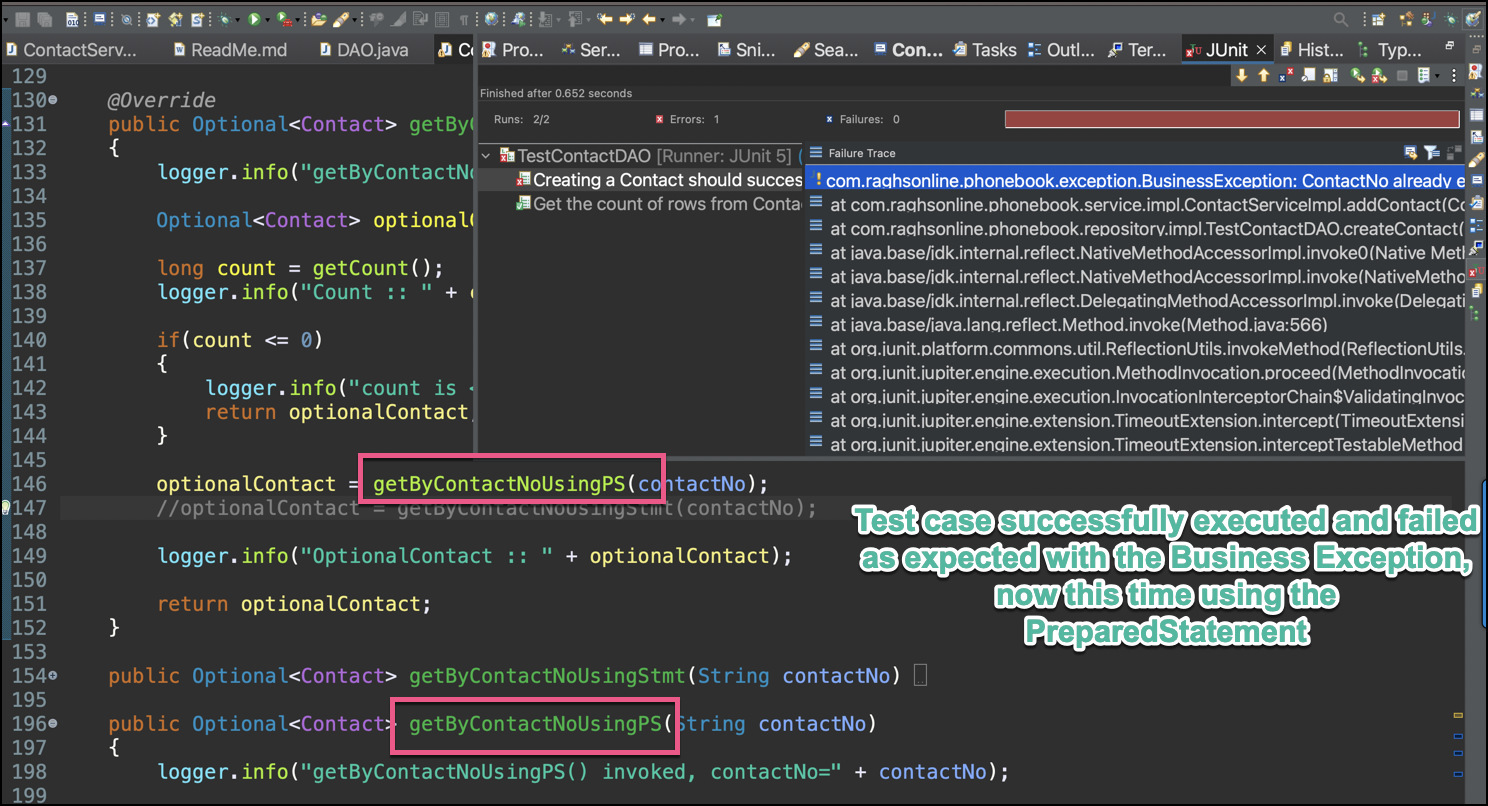 ContactServ...
ReadMe.md
DAO.java
Co
Pro...
Ser...
Pro...
Sni...
Sea...
Con...
Tasks
Outl...
Ter...
JUnit
Hist...
Typ...
Finished after 0.652 seconds
Runs: 2/2
Errors: 1
Failures: 0
TestContactDAO [Runner: JUnit 5] (
Creating a Contact should succes
Get the count of rows from Conta
Failure Trace
com.raghsonline.phonebook.exception.BusinessException: ContactNo already e
at com.raghsonline.phonebook.service.impl.ContactServiceImpl.addContact(Co
at com.raghsonline.phonebook.repository.impl.TestContactDAO.createContact(
at java.base/jdk.internal.reflect.NativeMethodAccessorImpl.invoke0(Native Meth
at java.base/jdk.internal.reflect.NativeMethodAccessorImpl.invoke(NativeMetho
at java.base/jdk.internal.reflect.DelegatingMethodAccessorImpl.invoke(Delegati
at java.base/java.lang.reflect.Method.invoke(Method.java:566)
at org.junit.platform.commons.util.ReflectionUtils.invokeMethod(ReflectionUtils.
at org.junit.jupiter.engine.execution.MethodInvocation.proceed(MethodInvocatio
at org.junit.jupiter.engine.execution.InvocationInterceptorChain$ValidatingInvoc
at org.junit.jupiter.engine.extension.TimeoutExtension.intercept(TimeoutExtensi
at org.junit.jupiter.engine.extension.TimeoutExtension.interceptTestableMethod
129
130 @Override
131 public Optional<Contact> getByC
132 {
133 logger.info("getByContactNo
134
135 Optional<Contact> optionalC
136
137 long count = getCount();
138 logger.info("Count :: " + c
139
140 if(count <= 0)
141 {
142 logger.info("count is <
143 return optionalContact;
144 }
145
146 optionalContact = getByContactNoUsingPS(contactNo);
147 //optionalContact = getByContactNoUsingStmt(contactNo);
148
149 logger.info("OptionalContact :: " + optionalContact);
150
151 return optionalContact;
152 }
153
154 public Optional<Contact> getByContactNoUsingStmt(String contactNo)
195
196 public Optional<Contact> getByContactNoUsingPS(String contactNo)
197 {
198 logger.info("getByContactNoUsingPS() invoked, contactNo=" + contactNo);
199
Test case successfully executed and failed
as expected with the Business Exception,
now this time using the
PreparedStatement